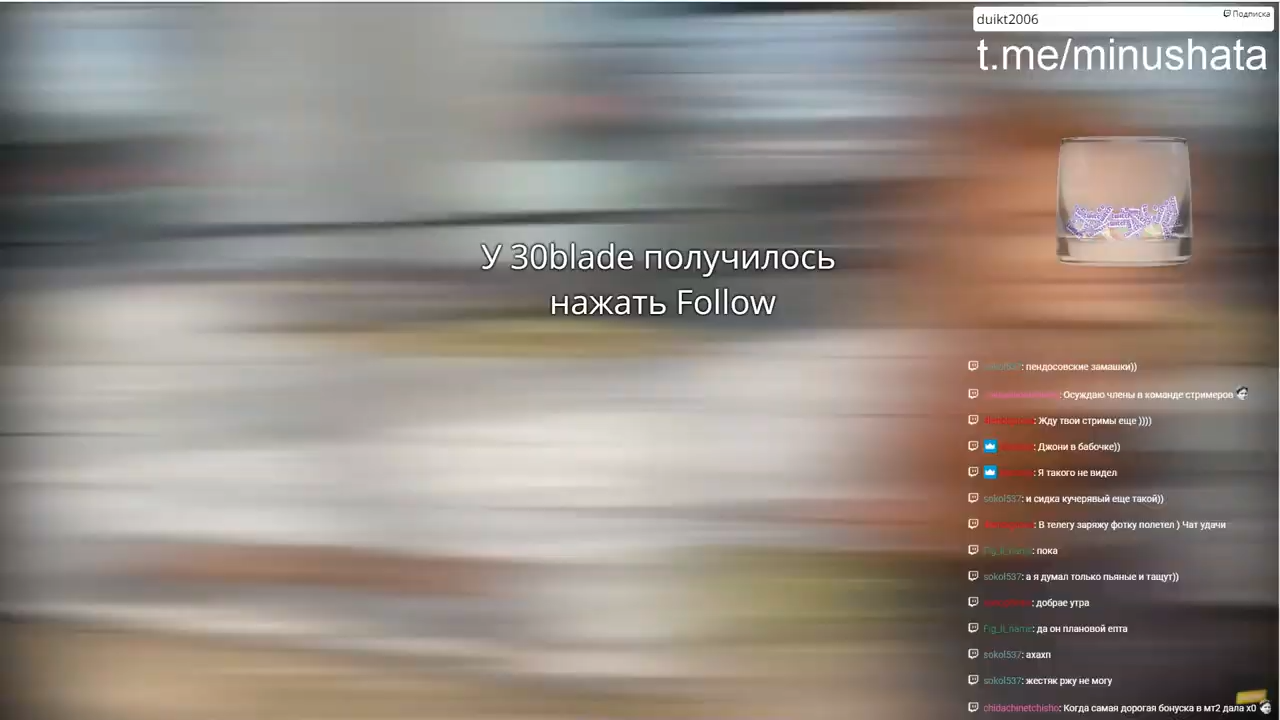 duikt2006
Подписка
t.me/minushata
У 30blade получилось
нажать Follow
: пендосовские замашки))
: Осуждаю члены в команде стримеров
: Жду твои стримы еще ))))
: Джони в бабочке))
: Я такого не видел
sokol537: и сидка кучерявый еще такой))
: В телегу заряжу фотку полетел ) Чат удачи
Fig_li_name: пока
sokol537: а я думал только пьяные и тащут))
: добрае утра
Fig_li_name: да он плановой епта
sokol537: ахахп
sokol537: жестяк ржу не могу
chidachinetchisho: Когда самая дорогая бонуска в мт2 дала х0